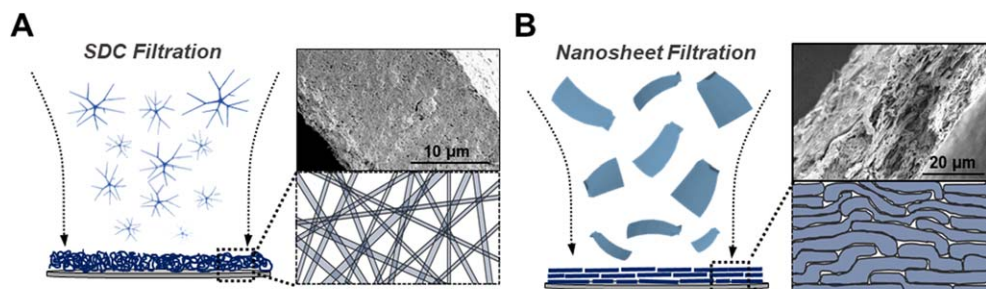 A
SDC Filtration
10 µm
B
Nanosheet Filtration
20 µm